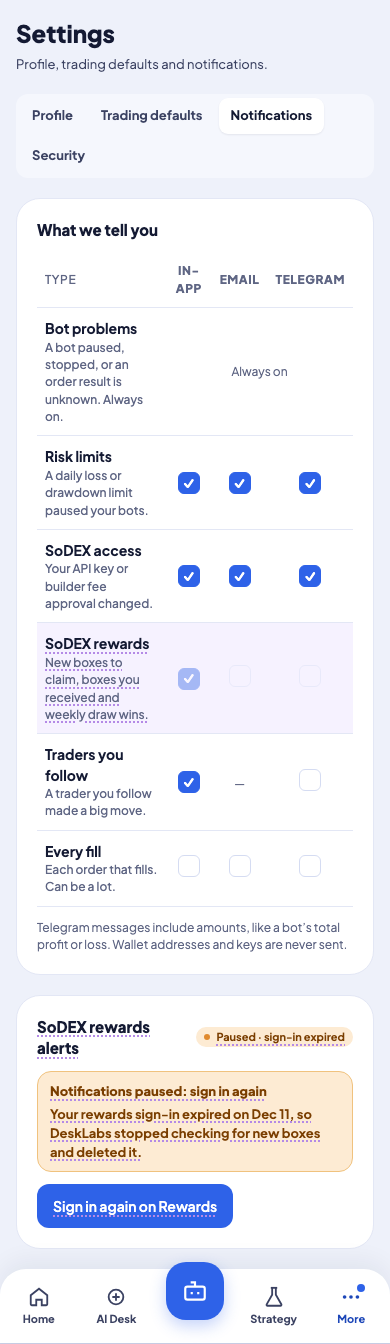 Settings
Profile, trading defaults and notifications.
Profile
Trading defaults
Notifications
Security
What we tell you
TYPE
IN-
APP
EMAIL
TELEGRAM
Bot problems
A bot paused,
stopped, or an
order result is
unknown. Always
on.
Always on
Risk limits
A daily loss or
drawdown limit
paused your bots.
SoDEX access
Your API key or
builder fee
approval changed.
SoDEX rewards
New boxes to
claim, boxes you
received and
weekly draw wins.
Traders you
follow
A trader you follow
made a big move.
—
Every fill
Each order that fills.
Can be a lot.
Telegram messages include amounts, like a bot's total
profit or loss. Wallet addresses and keys are never sent.
SoDEX rewards
alerts
Paused · sign-in expired
Notifications paused: sign in again
Your rewards sign-in expired on Dec 11, so
DeskLabs stopped checking for new boxes
and deleted it.
Sign in again on Rewards
Home
AI Desk
Strategy
More